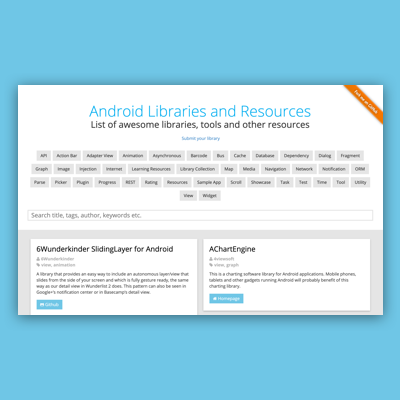 Fork me on GitHub
Android Libraries and Resources
List of awesome libraries, tools and other resources
Submit your library
API Action Bar Adapter View Animation Asynchronous Barcode Bus Cache Database Dependency Dialog Fragment
Graph Image Injection Internet Learning Resources Library Collection Map Media Navigation Network Notification ORM
Parse Picker Plugin Progress REST Rating Resources Sample App Scroll Showcase Task Test Time Tool Utility
View Widget
Search title, tags, author, keywords etc.
6Wunderkinder SlidingLayer for Android
6Wunderkinder
view, animation
A library that provides an easy way to include an autonomous layer/view that
slides from the side of your screen and which is fully gesture ready, the same
way as our detail view in Wunderlist 2 does. This pattern can also be seen in
Google+'s notification center or in Basecamp's detail view.
Github
AChartEngine
4viewsoft
view, graph
This is a charting software library for Android applications. Mobile phones,
tablets and other gadgets running Android will probably benefit of this
charting library.
Homepage